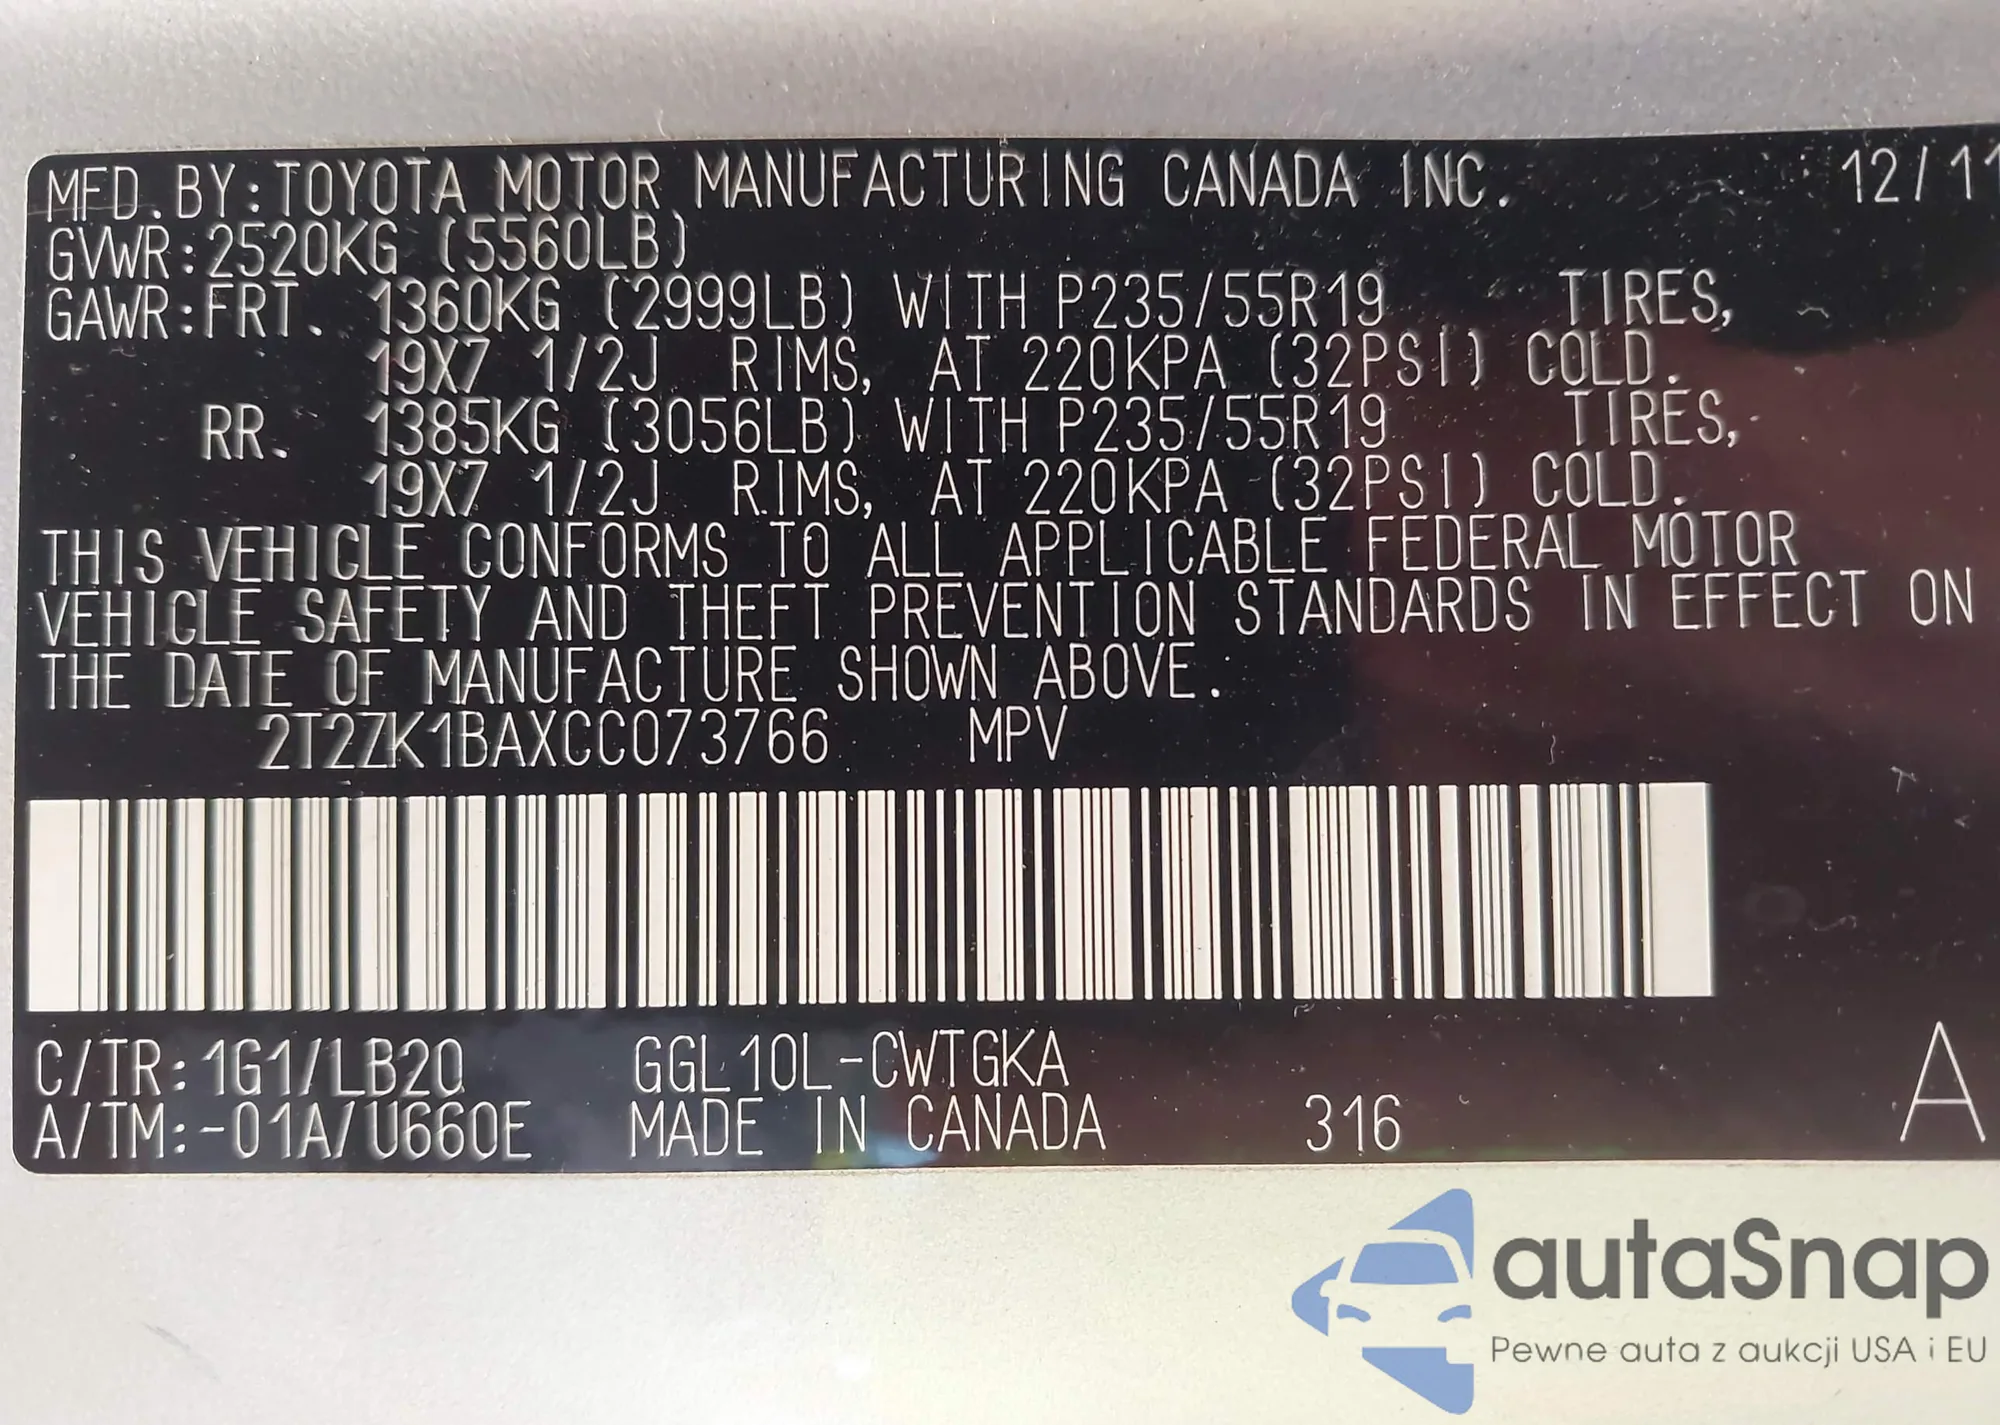 MFD.BY:TOYOTA MOTOR MANUFACTURING CANADA INC. 12/11
GVWR:2520KG (5560LB)
GAWR:FRT. 1360KG (2999LB) WITH P235/55R19 TIRES,
19X7 1/2J RIMS, AT 220KPA (32PSI) COLD.
RR. 1385KG (3056LB) WITH P235/55R19 TIRES,
19X7 1/2J RIMS, AT 220KPA (32PSI) COLD.
THIS VEHICLE CONFORMS TO ALL APPLICABLE FEDERAL MOTOR
VEHICLE SAFETY AND THEFT PREVENTION STANDARDS IN EFFECT ON
THE DATE OF MANUFACTURE SHOWN ABOVE.
2T2ZK1BAXCC073766 MPV
C/TR:1G1/LB20 GGL10L-CWTGKA A
A/TM:-01A/U660E MADE IN CANADA 316
autaSnap
Pewne auta z aukcji USA i EU